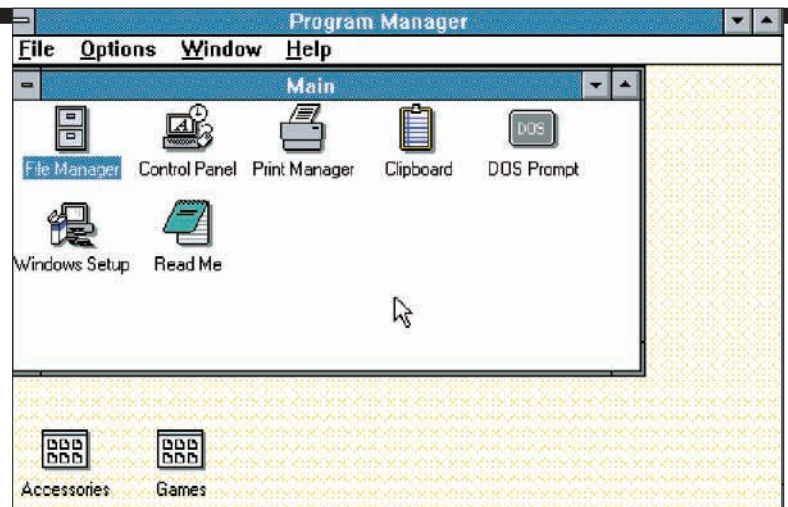 Program Manager
File Options Window Help
Main
DOS
File Manager Control Panel Print Manager Clipboard DOS Prompt
Windows Setup Read Me
Accessories Games